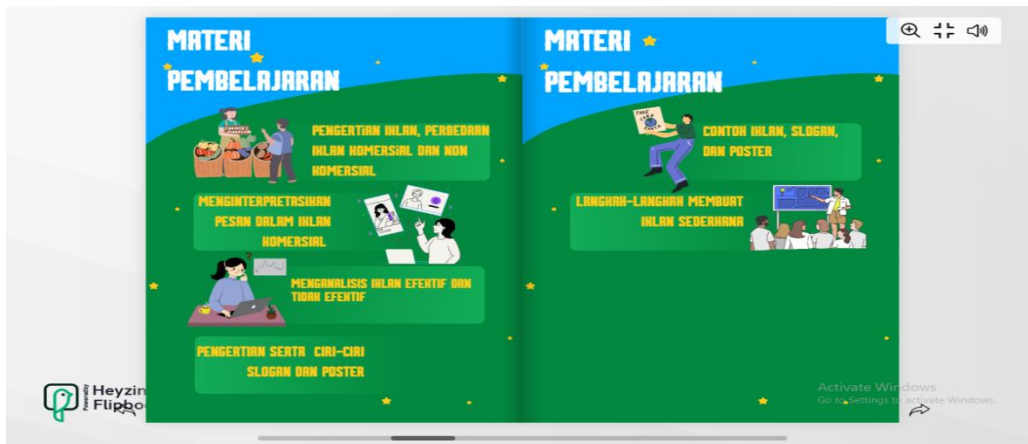 MATERI
PEMBELAJARAN
PENGERTIAN IKLAN, PERBEDAAN
IKLAN KOMERSIAL DAN NON
KOMERSIAL
MENGINTERPRETASIKAN
PESAN DALAM IKLAN
KOMERSIAL
MENGANALISIS IKLAN EFEKTIF DAN
TIDAK EFEKTIF
PENGERTIAN SERTA CIRI-CIRI
SLOGAN DAN POSTER
MATERI
PEMBELAJARAN
CONTOH IKLAN, SLOGAN,
DAN POSTER
LANGKAH-LANGKAH MEMBUAT
IKLAN SEDERHANA
Heyzin
Flipbo
Activate Windows
Go to Settings to activate Windows.